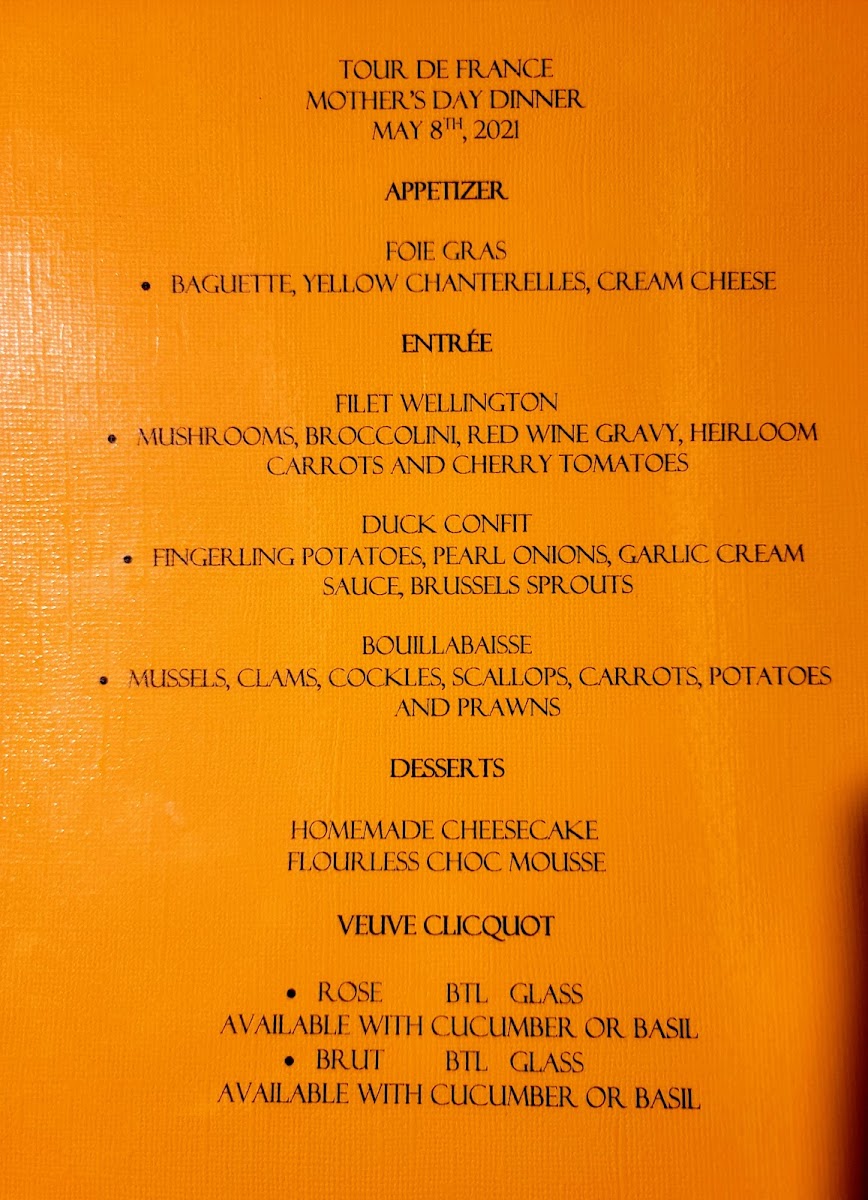 TOUR DE FRANCE
MOTHER'S DAY DINNER
MAY 8TH, 2021
APPETIZER
FOIE GRAS
• BAGUETTE, YELLOW CHANTERELLES, CREAM CHEESE
ENTRÉE
FILET WELLINGTON
• MUSHROOMS, BROCCOLINI, RED WINE GRAVY, HEIRLOOM
CARROTS AND CHERRY TOMATOES
DUCK CONFIT
• FINGERLING POTATOES, PEARL ONIONS, GARLIC CREAM
SAUCE, BRUSSELS SPROUTS
BOUILLABAISSE
• MUSSELS, CLAMS, COCKLES, SCALLOPS, CARROTS, POTATOES
AND PRAWNS
DESSERTS
HOMEMADE CHEESECAKE
FLOURLESS CHOC MOUSSE
VEUVE CLICQUOT
• ROSE BTL GLASS
AVAILABLE WITH CUCUMBER OR BASIL
• BRUT BTL GLASS
AVAILABLE WITH CUCUMBER OR BASIL